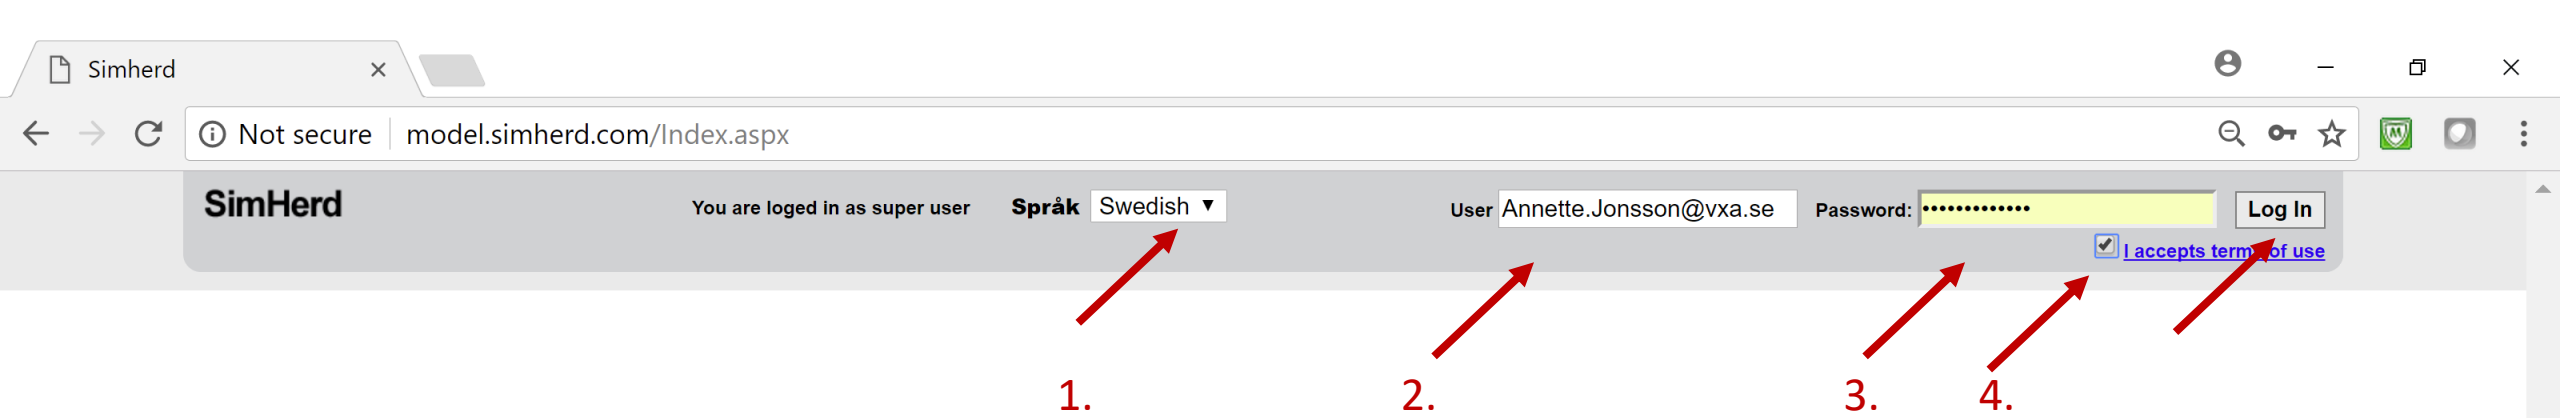 Simherd
Not secure model.simherd.com/Index.aspx
SimHerd You are loged in as super user Språk Swedish User Annette.Jonsson@vxa.se Password: •••••••••••• Log In
I accepts terms of use
1. 2. 3. 4.